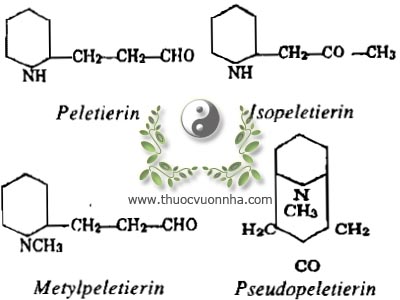 CH₂—CH₂—CHO
NH
Peletierin
CH₂—CO—CH₃
NH
Isopeletierin
www.thuocvuonnha.com
CH₂—CH₂—CHO
N
CH₃
Metylpeletierin
N
CH₃
H₂C
CH₂
CO
Pseudopeletierin